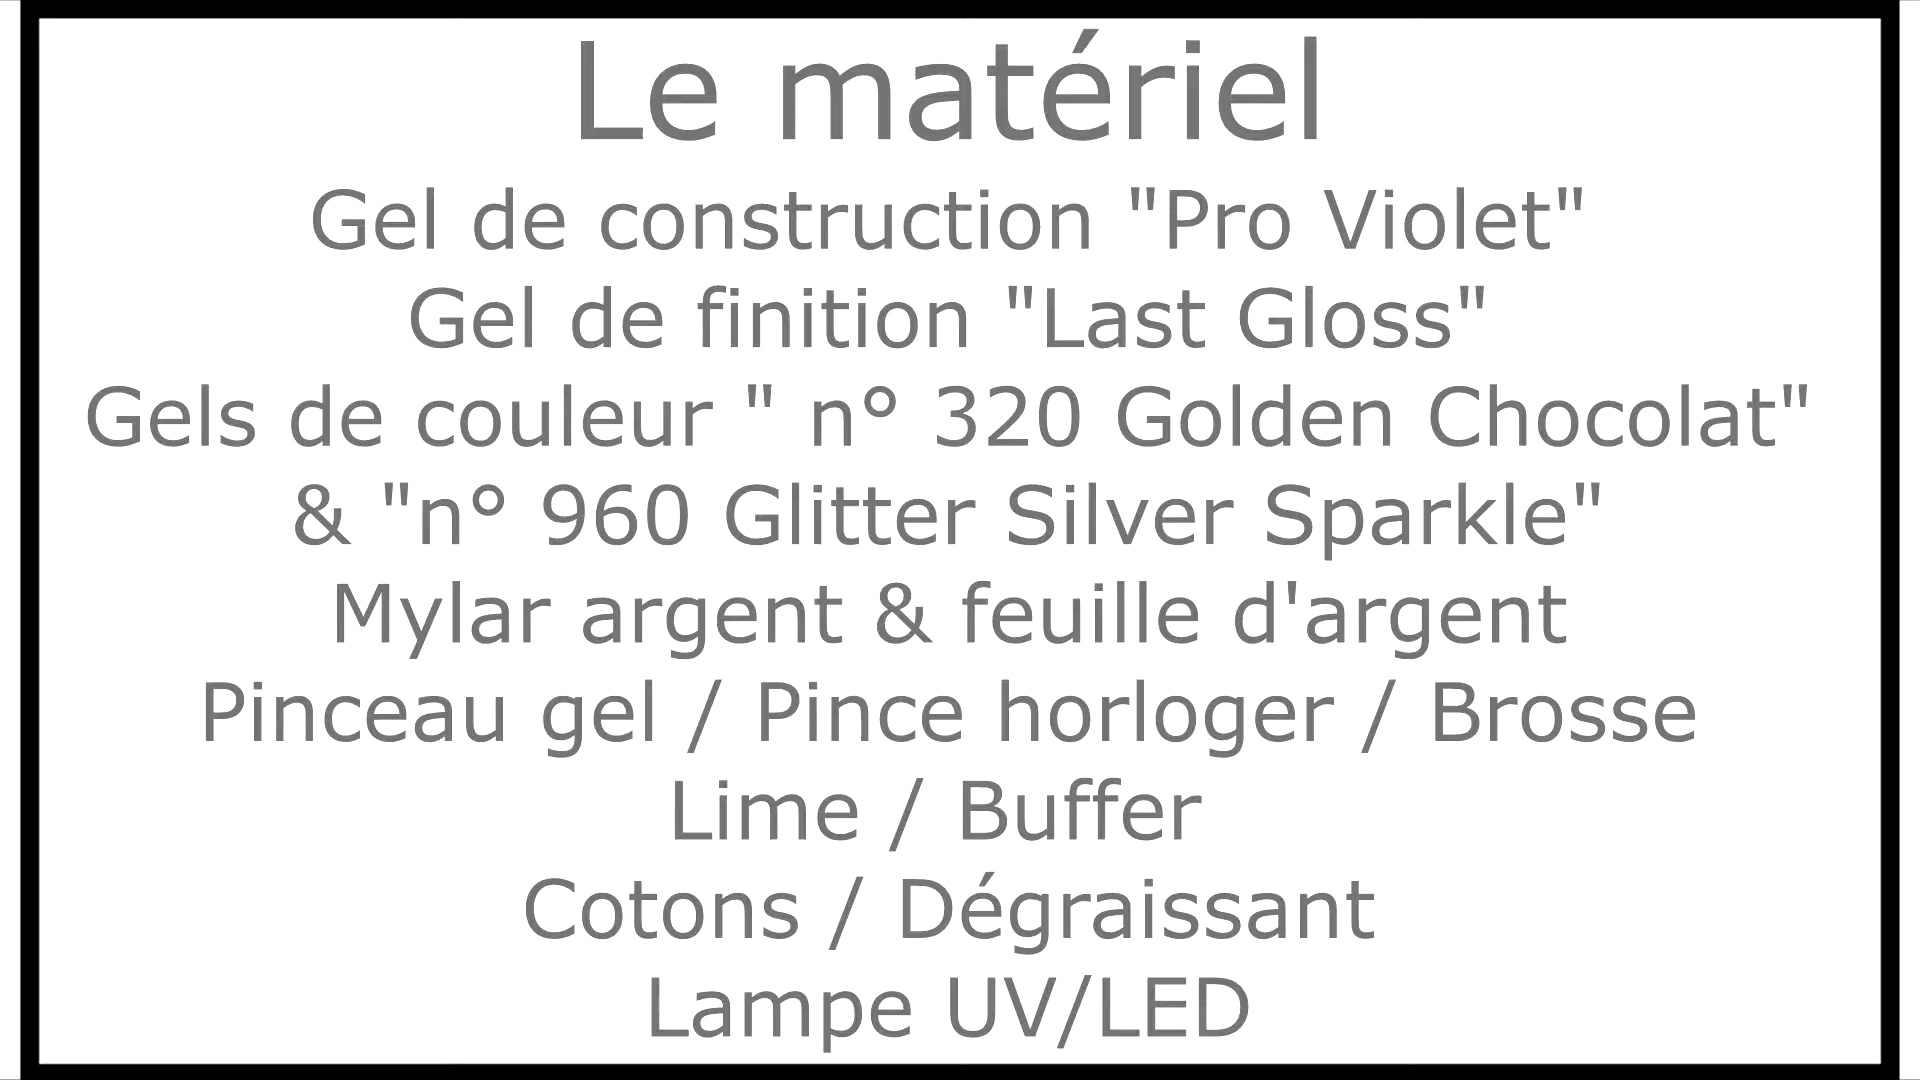 Le matériel
Gel de construction "Pro Violet"
Gel de finition "Last Gloss"
Gels de couleur " n° 320 Golden Chocolat"
& "n° 960 Glitter Silver Sparkle"
Mylar argent & feuille d'argent
Pinceau gel / Pince horloger / Brosse
Lime / Buffer
Cotons / Dégraissant
Lampe UV/LED